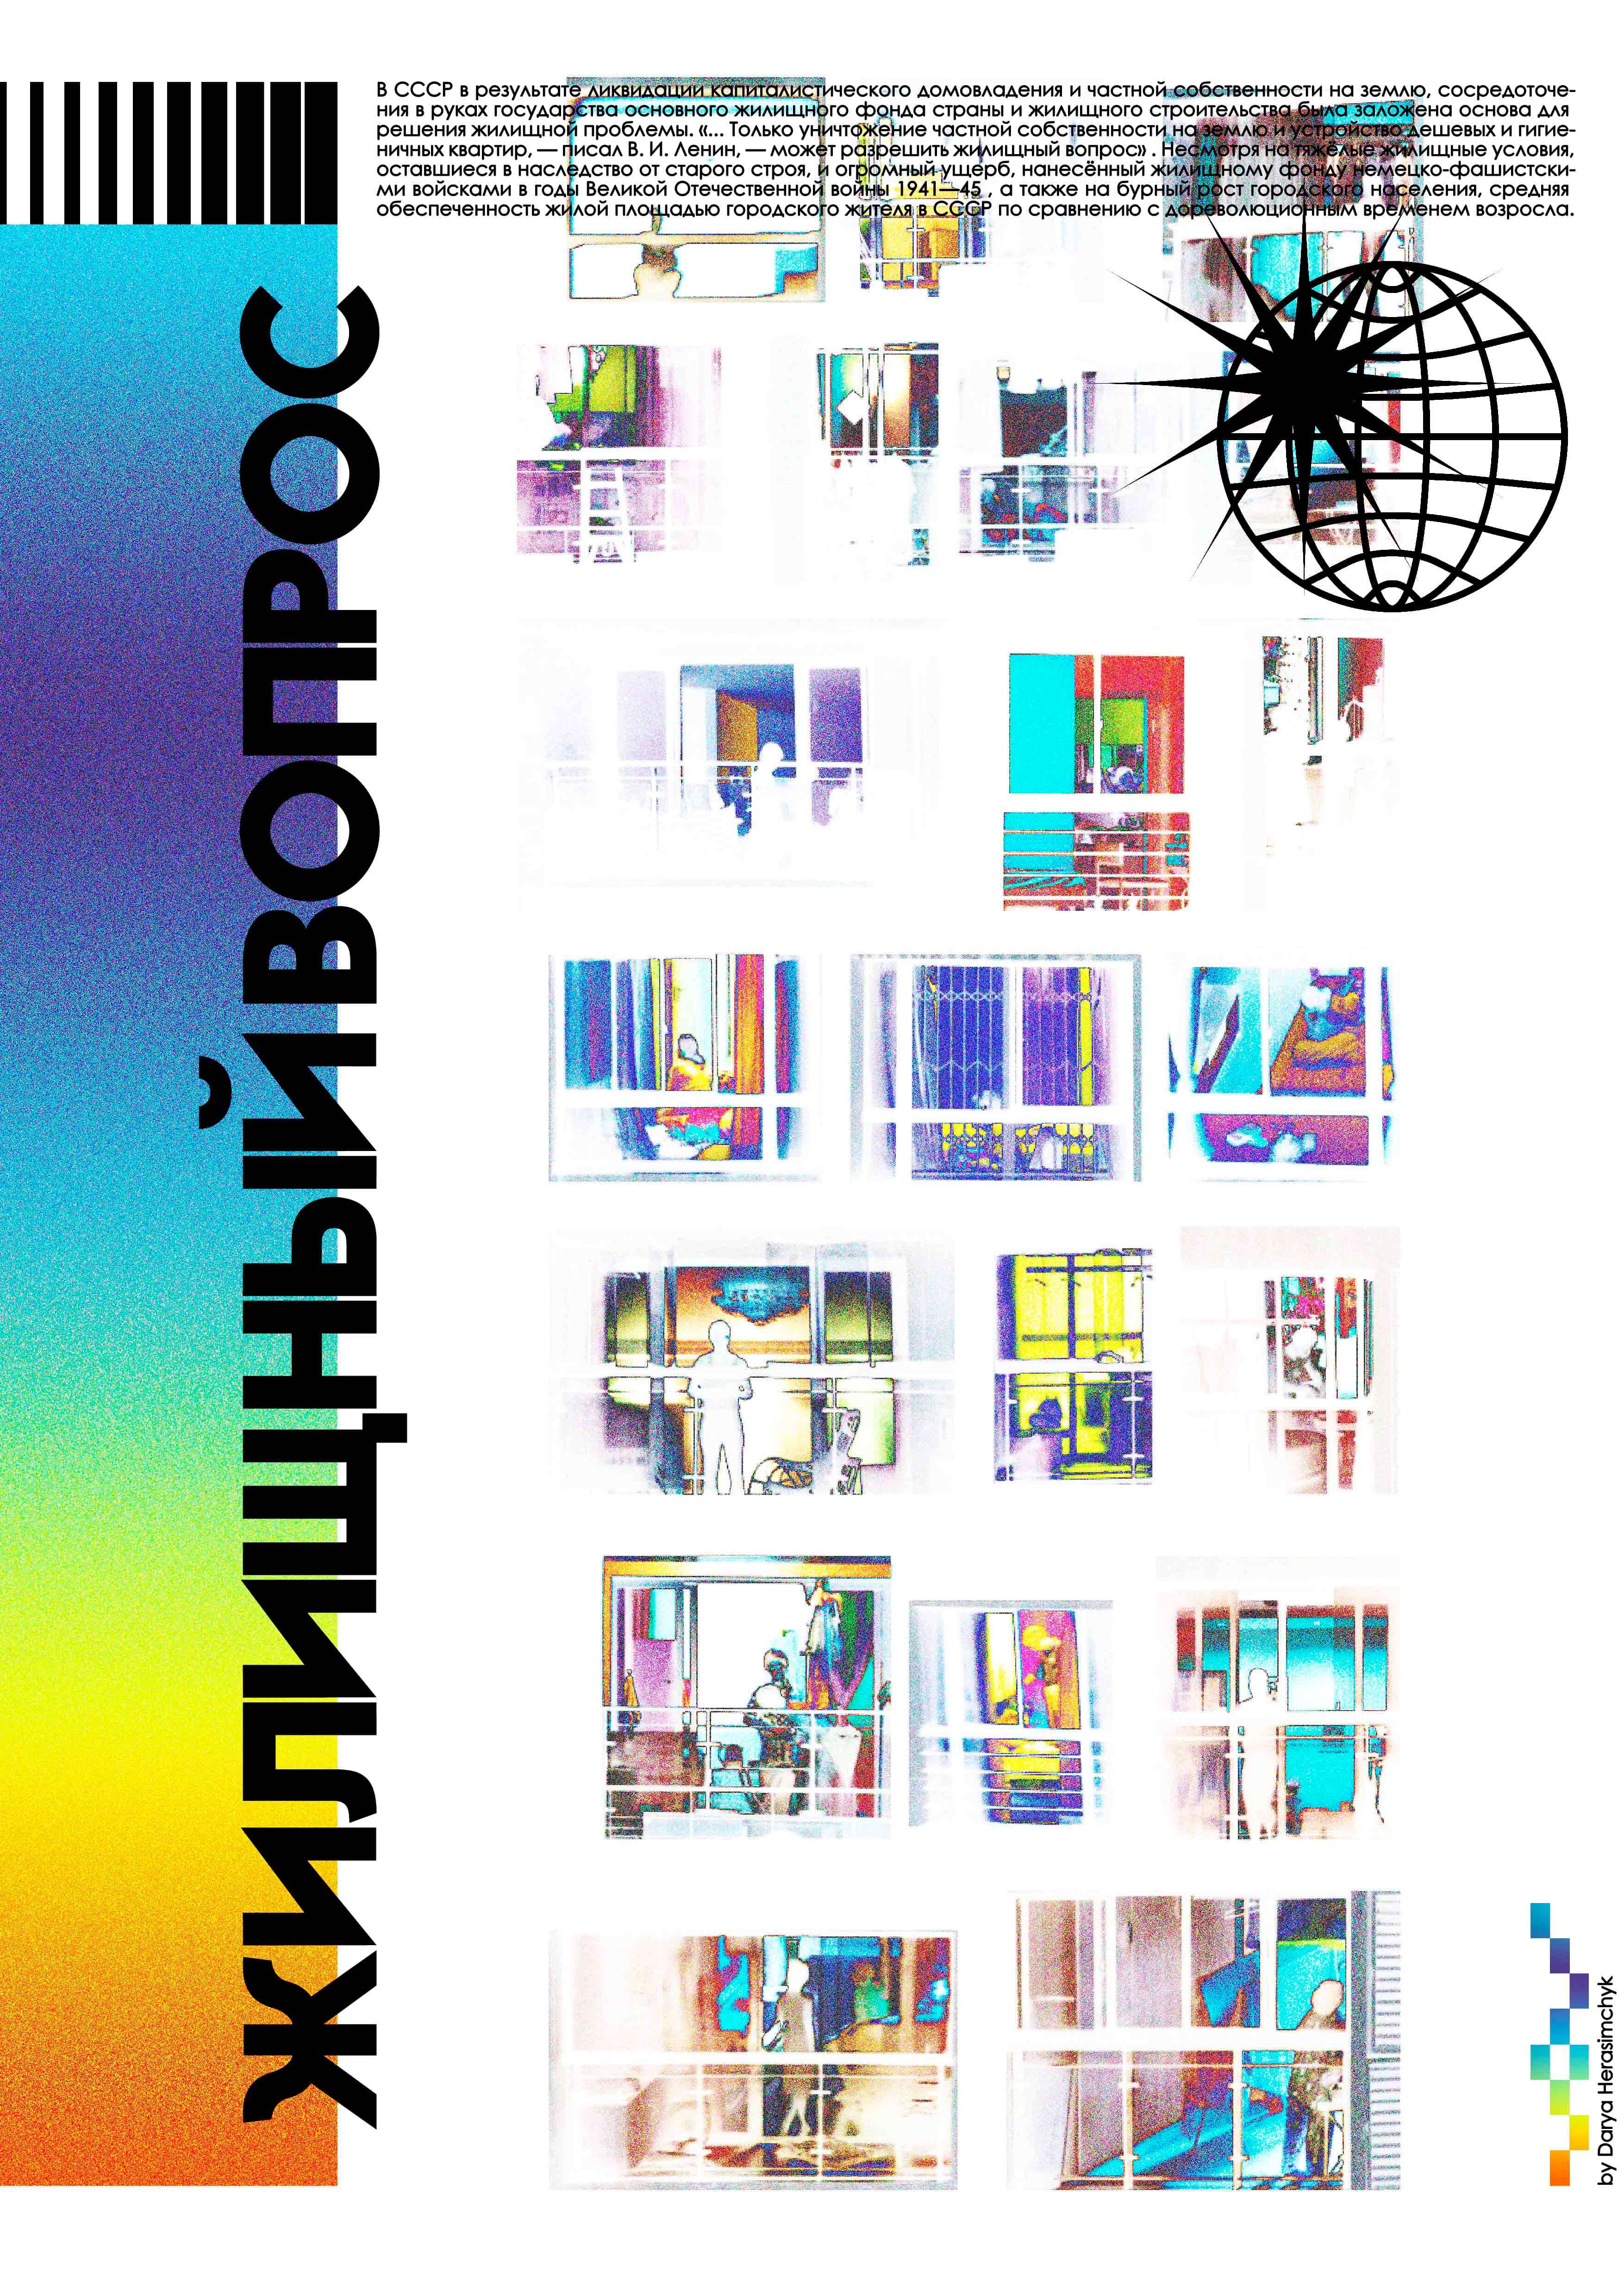 В СССР в результате ликвидации капиталистического домовладения и частной собственности на землю, сосредоточе-
ния в руках государства основного жилищного фонда страны и жилищного строительства была заложена основа для
решения жилищной проблемы. «... Только уничтожение частной собственности на землю и устройство дешевых и гигие-
ничных квартир, — писал В. И. Ленин, — может разрешить жилищный вопрос» . Несмотря на тяжёлые жилищные условия,
оставшиеся в наследство от старого строя, и огромный ущерб, нанесённый жилищному фонду немецко-фашистски-
ми войсками в годы Великой Отечественной войны 1941—45 , а также на бурный рост городского населения, средняя
обеспеченность жилой площадью городского жителя в СССР по сравнению с дореволюционным временем возросла.
ЖИЛИЩНЫЙ ВОПРОС
by Darya Herasimchyk